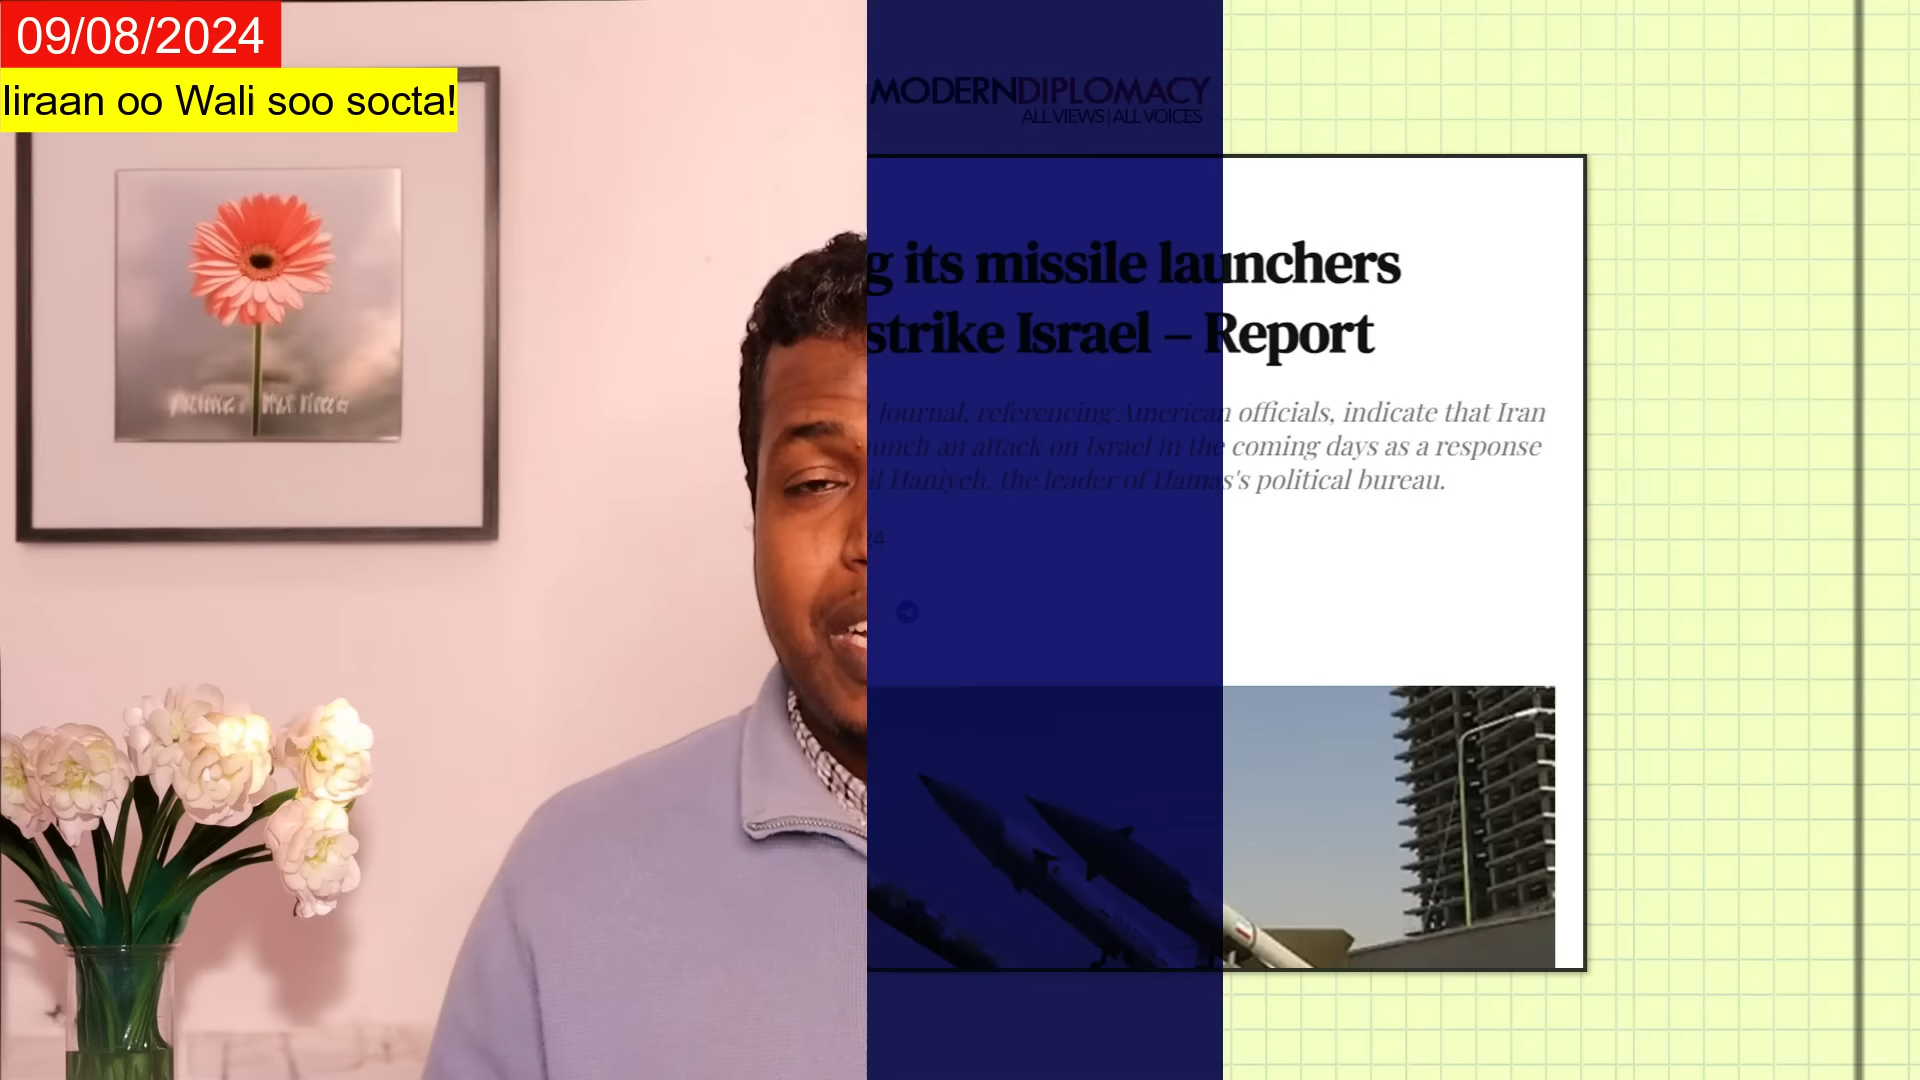 09/08/2024
Iiraan oo Wali soo socta!
MODERNDIPLOMACY
ALL VIEWS | ALL VOICES
its missile launchers
strike Israel – Report
Journal, referencing American officials, indicate that Iran
an attack on Israel in the coming days as a response
Haniyeh, the leader of Hamas's political bureau.
24